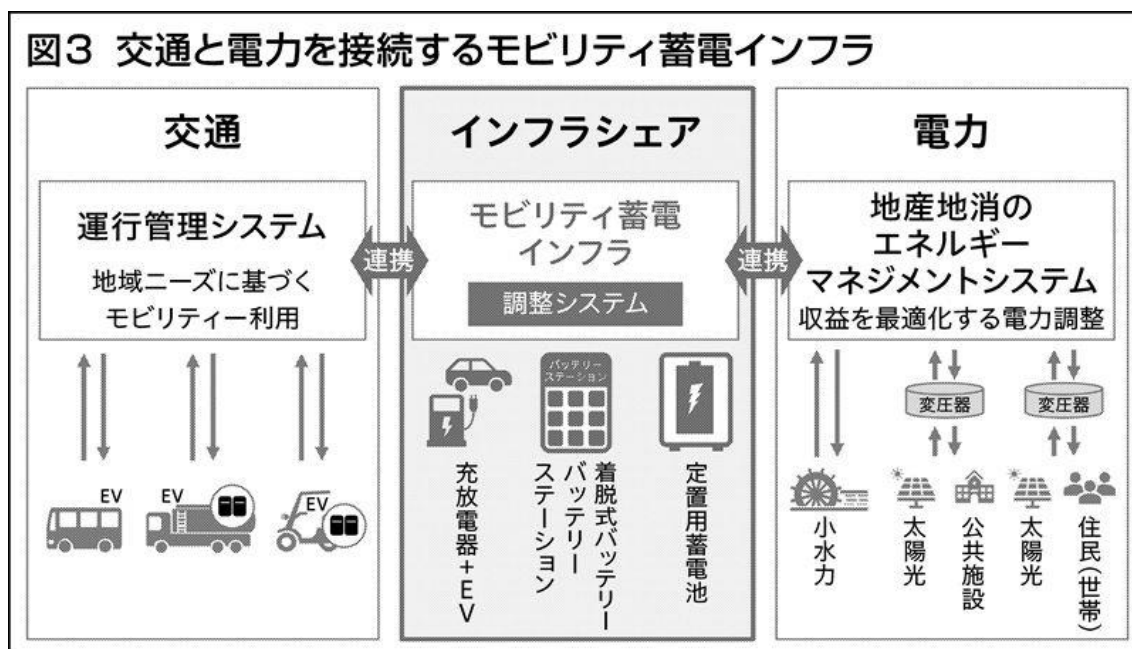 図3 交通と電力を接続するモビリティ蓄電インフラ
交通
運行管理システム
地域ニーズに基づく
モビリティー利用
EV
EV
EV
連携
インフラシェア
モビリティ蓄電
インフラ
調整システム
バッテリー
ステーション
充放電器+EV
着脱式バッテリー
バッテリー
ステーション
定置用蓄電池
連携
電力
地産地消の
エネルギー
マネジメントシステム
収益を最適化する電力調整
変圧器
変圧器
小水力
太陽光
公共施設
太陽光
住民(世帯)